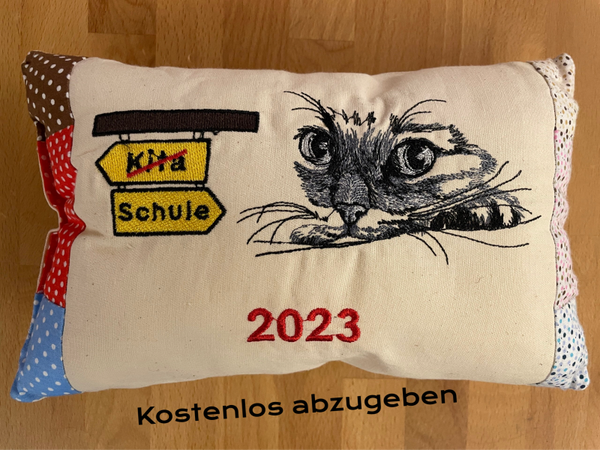 Kita
Schule
2023
Kostenlos abzugeben